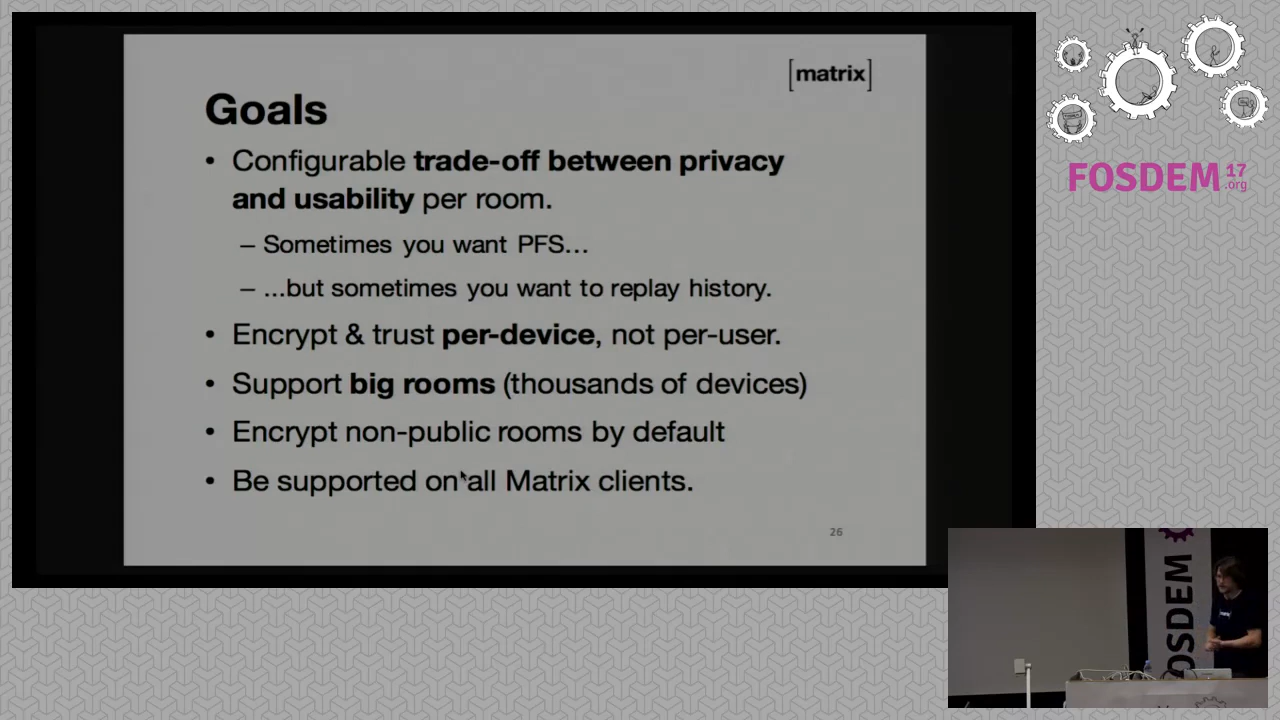 [matrix]
Goals
• Configurable trade-off between privacy
and usability per room.
– Sometimes you want PFS…
– …but sometimes you want to replay history.
• Encrypt & trust per-device, not per-user.
• Support big rooms (thousands of devices)
• Encrypt non-public rooms by default
• Be supported on all Matrix clients.
26
FOSDEM 17
.org
OSDEM